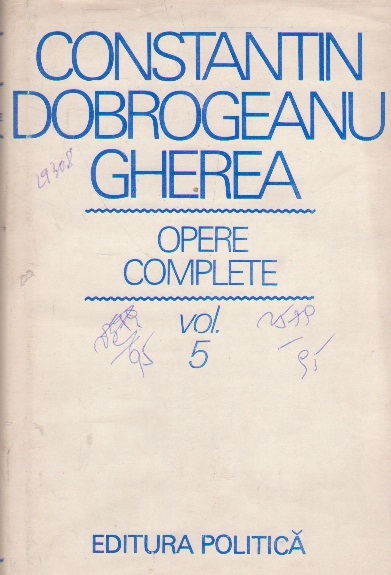 CONSTANTIN
DOBROGEANU
GHEREA
OPERE
COMPLETE
vol.
5
EDITURA POLITICĂ